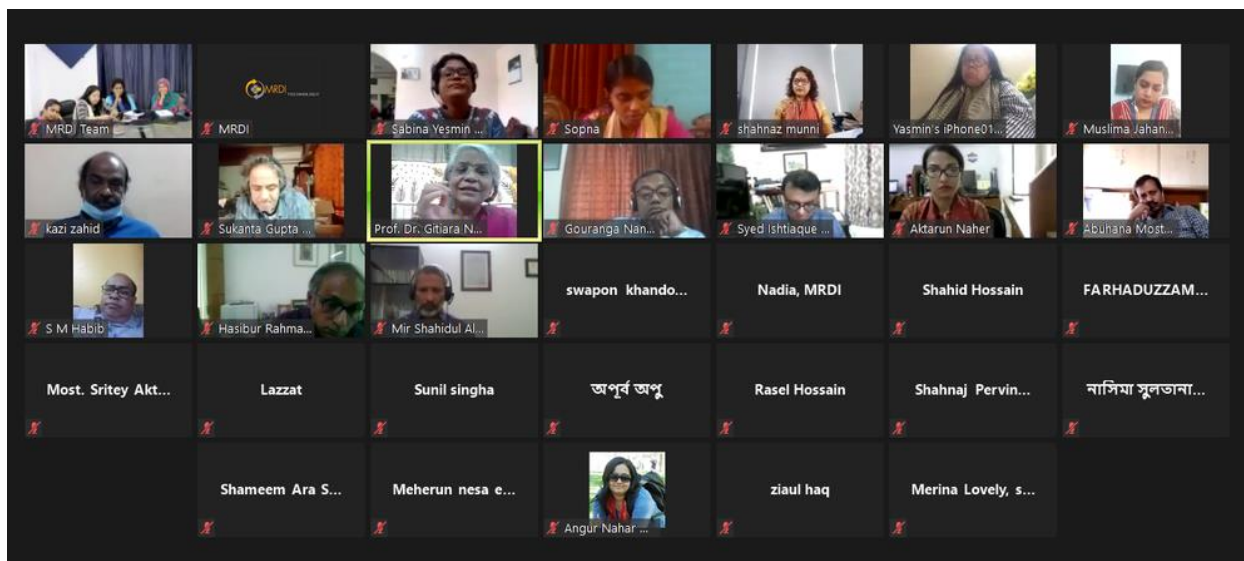 MRDI Team
MRDI
MRDI
Sabina Yesmin ...
Sopna
shahnaz munni
Yasmin's iPhone01...
Muslima Jahan...
kazi zahid
Sukanta Gupta ...
Prof. Dr. Gitiara N...
Gouranga Nan...
Syed Ishtiaque ...
Aktarun Naher
Abuhana Most...
S M Habib
Hasibur Rahma...
Mir Shahidul Al...
swapon khando...
Nadia, MRDI
Shahid Hossain
FARHADUZZAM...
Most. Sritey Akt...
Lazzat
Sunil singha
অপূর্ব অপু
Rasel Hossain
Shahnaj Pervin...
নাসিমা সুলতানা...
Shameem Ara S...
Meherun nesa e...
Angur Nahar ...
ziaul haq
Merina Lovely, s...